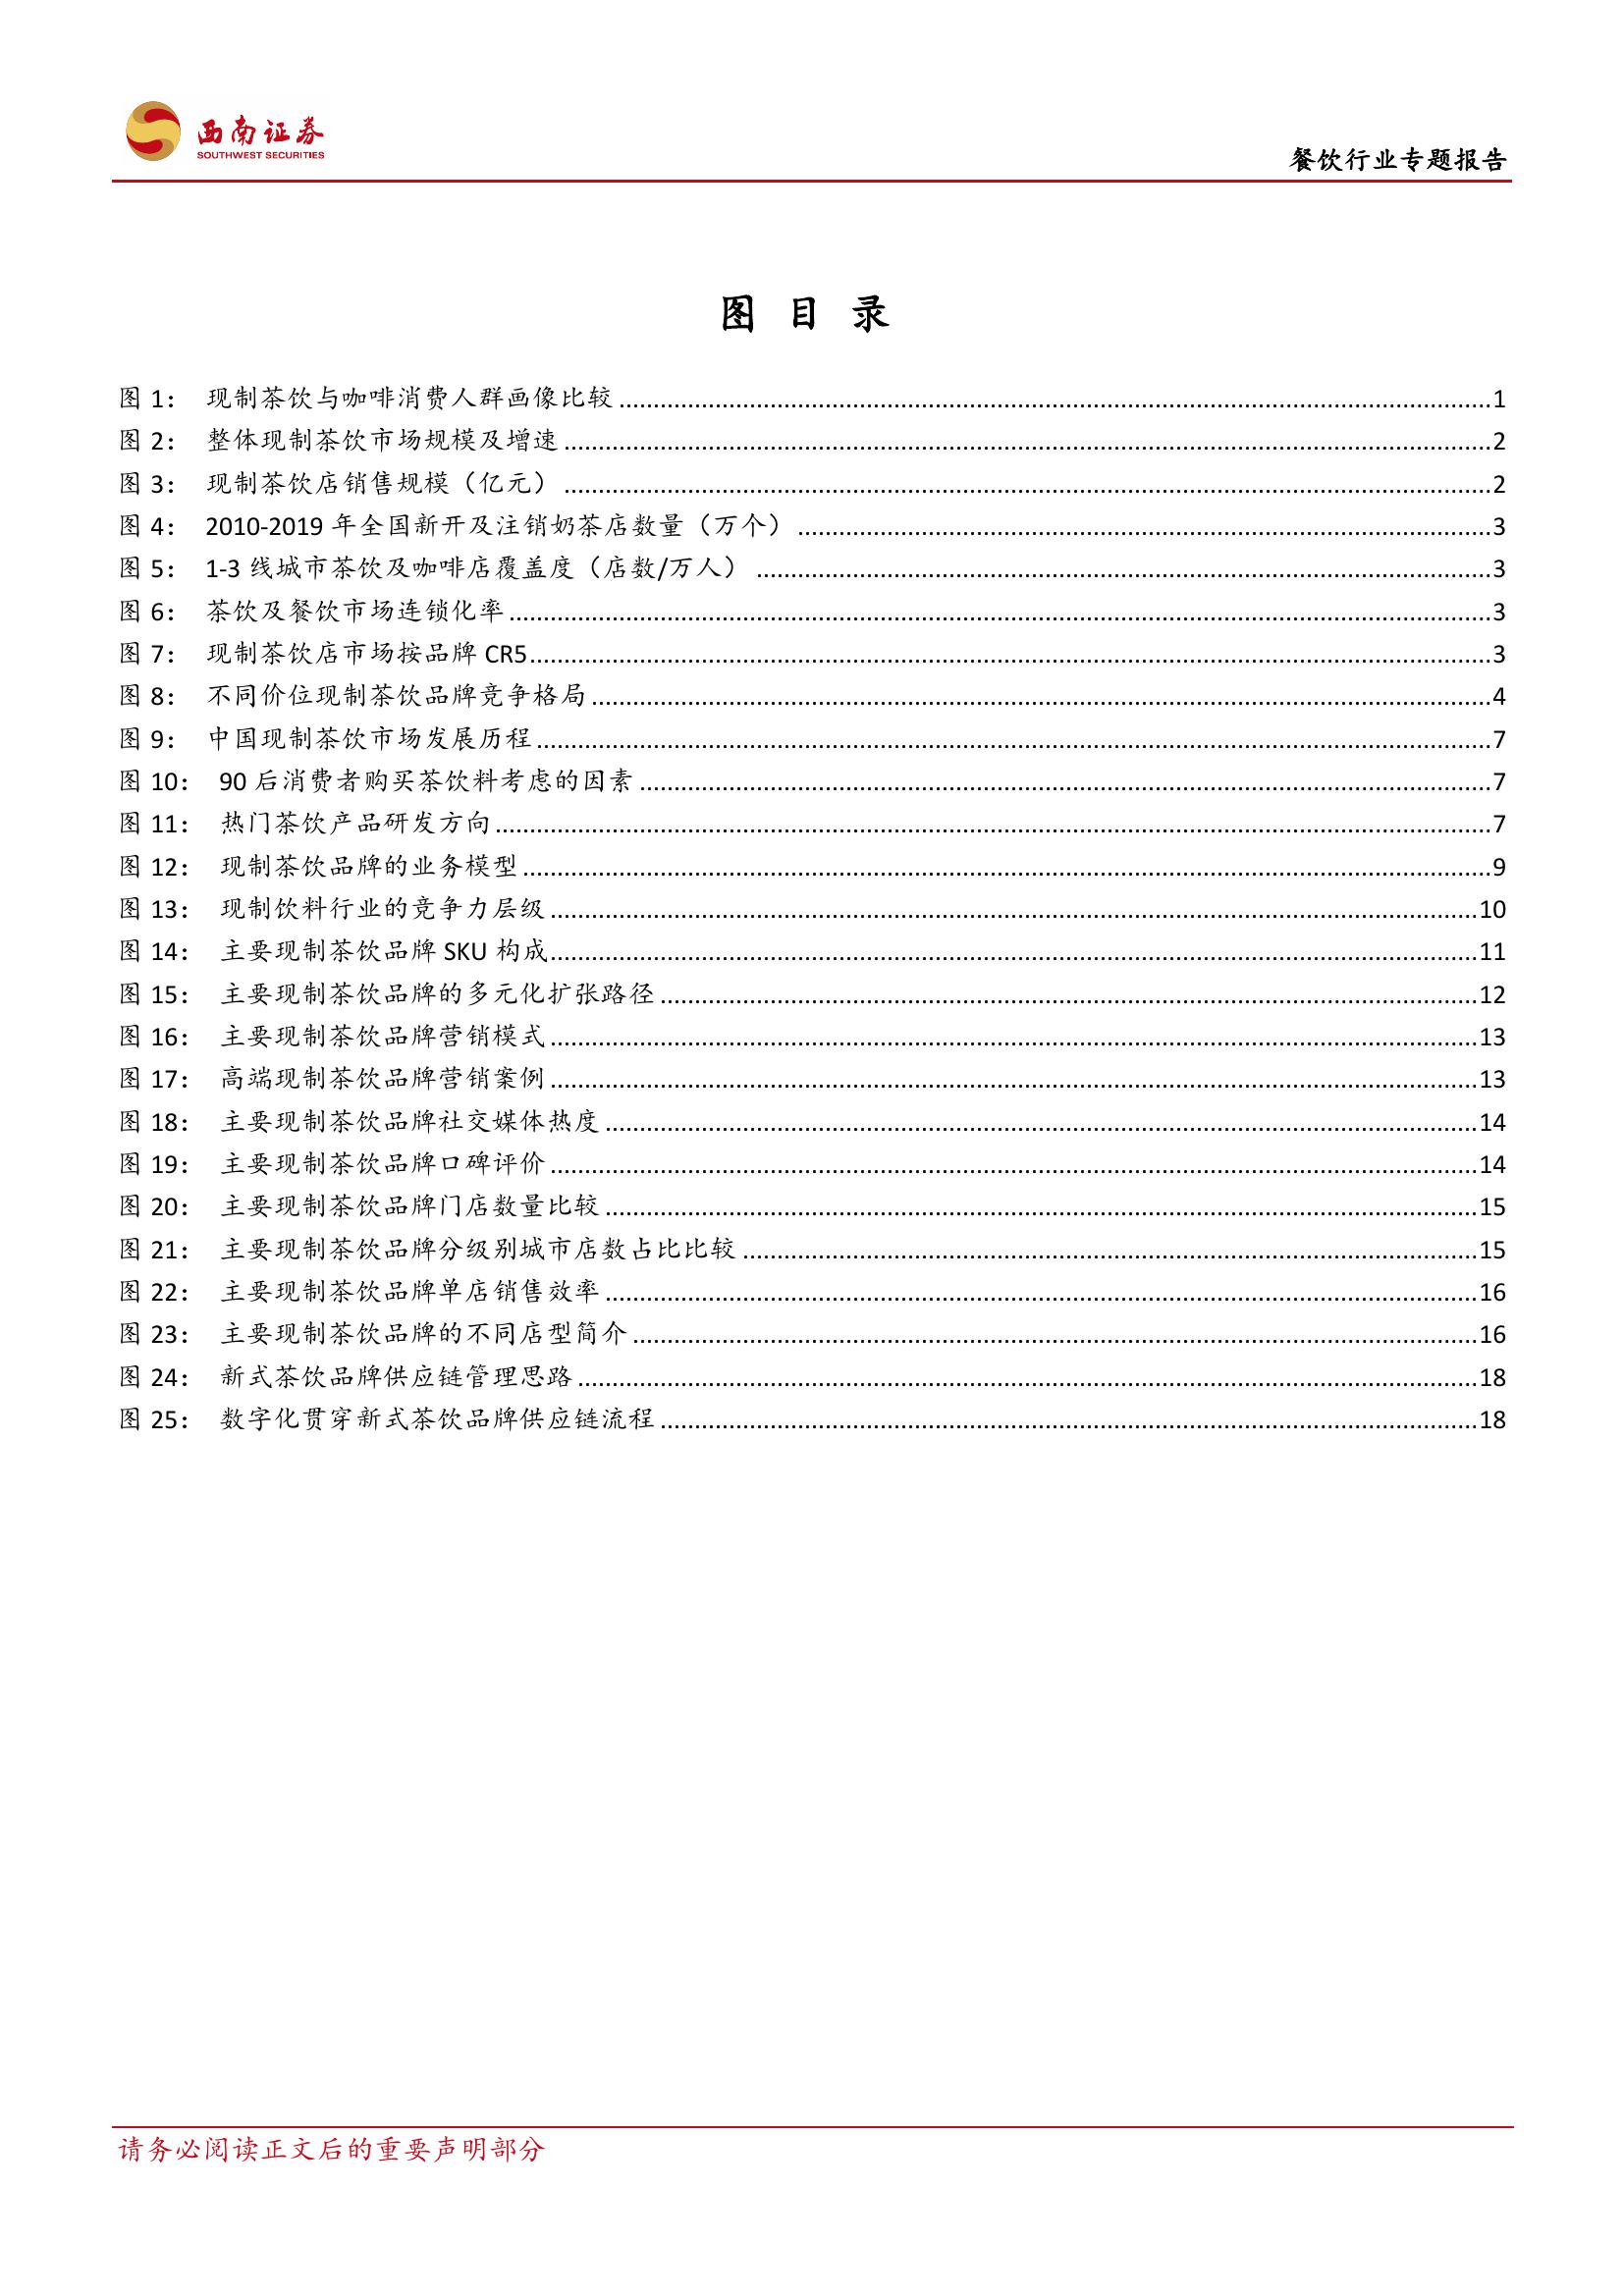 西南证券
SOUTHWEST SECURITIES
餐饮行业专题报告
图 目 录
图 1： 现制茶饮与咖啡消费人群画像比较 1
图 2： 整体现制茶饮市场规模及增速 2
图 3： 现制茶饮店销售规模（亿元） 2
图 4： 2010-2019 年全国新开及注销奶茶店数量（万个） 3
图 5： 1-3 线城市茶饮及咖啡店覆盖度（店数/万人） 3
图 6： 茶饮及餐饮市场连锁化率 3
图 7： 现制茶饮店市场按品牌 CR5 3
图 8： 不同价位现制茶饮品牌竞争格局 4
图 9： 中国现制茶饮市场发展历程 7
图 10： 90 后消费者购买茶饮料考虑的因素 7
图 11： 热门茶饮产品研发方向 7
图 12： 现制茶饮品牌的业务模型 9
图 13： 现制饮料行业的竞争力层级 10
图 14： 主要现制茶饮品牌 SKU 构成 11
图 15： 主要现制茶饮品牌的多元化扩张路径 12
图 16： 主要现制茶饮品牌营销模式 13
图 17： 高端现制茶饮品牌营销案例 13
图 18： 主要现制茶饮品牌社交媒体热度 14
图 19： 主要现制茶饮品牌口碑评价 14
图 20： 主要现制茶饮品牌门店数量比较 15
图 21： 主要现制茶饮品牌分级别城市店数占比比较 15
图 22： 主要现制茶饮品牌单店销售效率 16
图 23： 主要现制茶饮品牌的不同店型简介 16
图 24： 新式茶饮品牌供应链管理思路 18
图 25： 数字化贯穿新式茶饮品牌供应链流程 18
请务必阅读正文后的重要声明部分